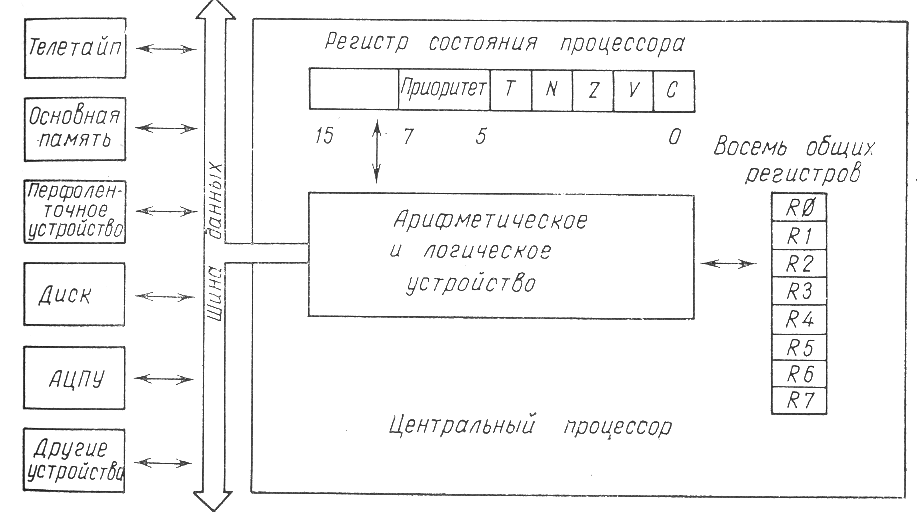 Телетайп
Основная
память
Перфолен-
точное
устройство
Диск
АЦПУ
Другие
устройства
Шина данных
Регистр состояния процессора
Приоритет T N Z V C
15 7 5 0
Арифметическое
и логическое
устройство
Восемь общих
регистров
RØ
R1
R2
R3
R4
R5
R6
R7
Центральный процессор